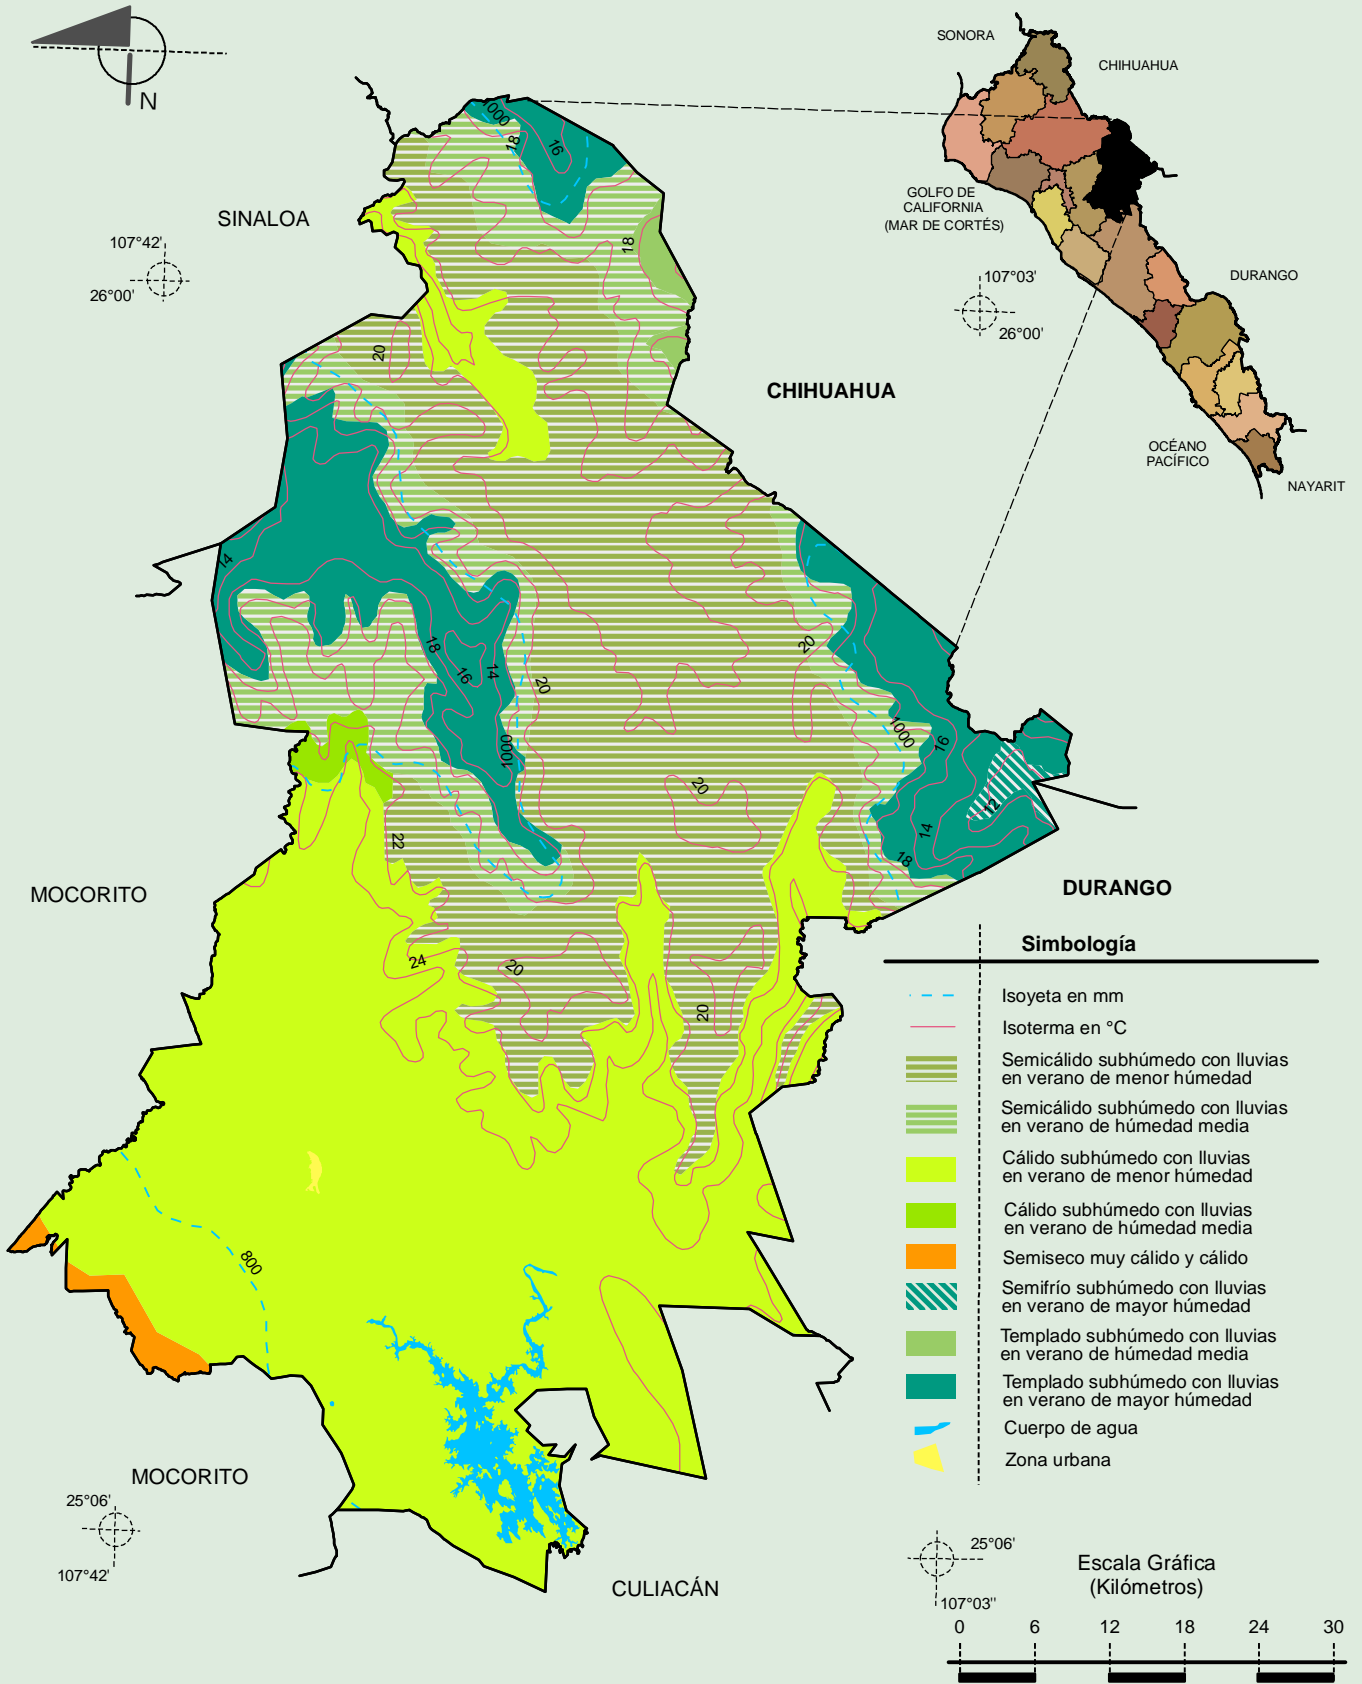 N
SONORA
CHIHUAHUA
GOLFO DE
CALIFORNIA
(MAR DE CORTÉS)
107°03'
26°00'
DURANGO
OCÉANO
PACÍFICO
NAYARIT
SINALOA
107°42'
26°00'
CHIHUAHUA
1000
18
16
18
20
14
18
16
14
20
1000
20
1000
16
12
14
18
20
22
24
20
20
800
MOCORITO
DURANGO
Simbología
Isoyeta en mm
Isoterma en °C
Semicálido subhúmedo con lluvias
en verano de menor húmedad
Semicálido subhúmedo con lluvias
en verano de húmedad media
Cálido subhúmedo con lluvias
en verano de menor húmedad
Cálido subhúmedo con lluvias
en verano de húmedad media
Semiseco muy cálido y cálido
Semifrío subhúmedo con lluvias
en verano de mayor húmedad
Templado subhúmedo con lluvias
en verano de húmedad media
Templado subhúmedo con lluvias
en verano de mayor húmedad
Cuerpo de agua
Zona urbana
MOCORITO
25°06'
107°42'
CULIACÁN
25°06'
107°03''
Escala Gráfica
(Kilómetros)
0 6 12 18 24 30